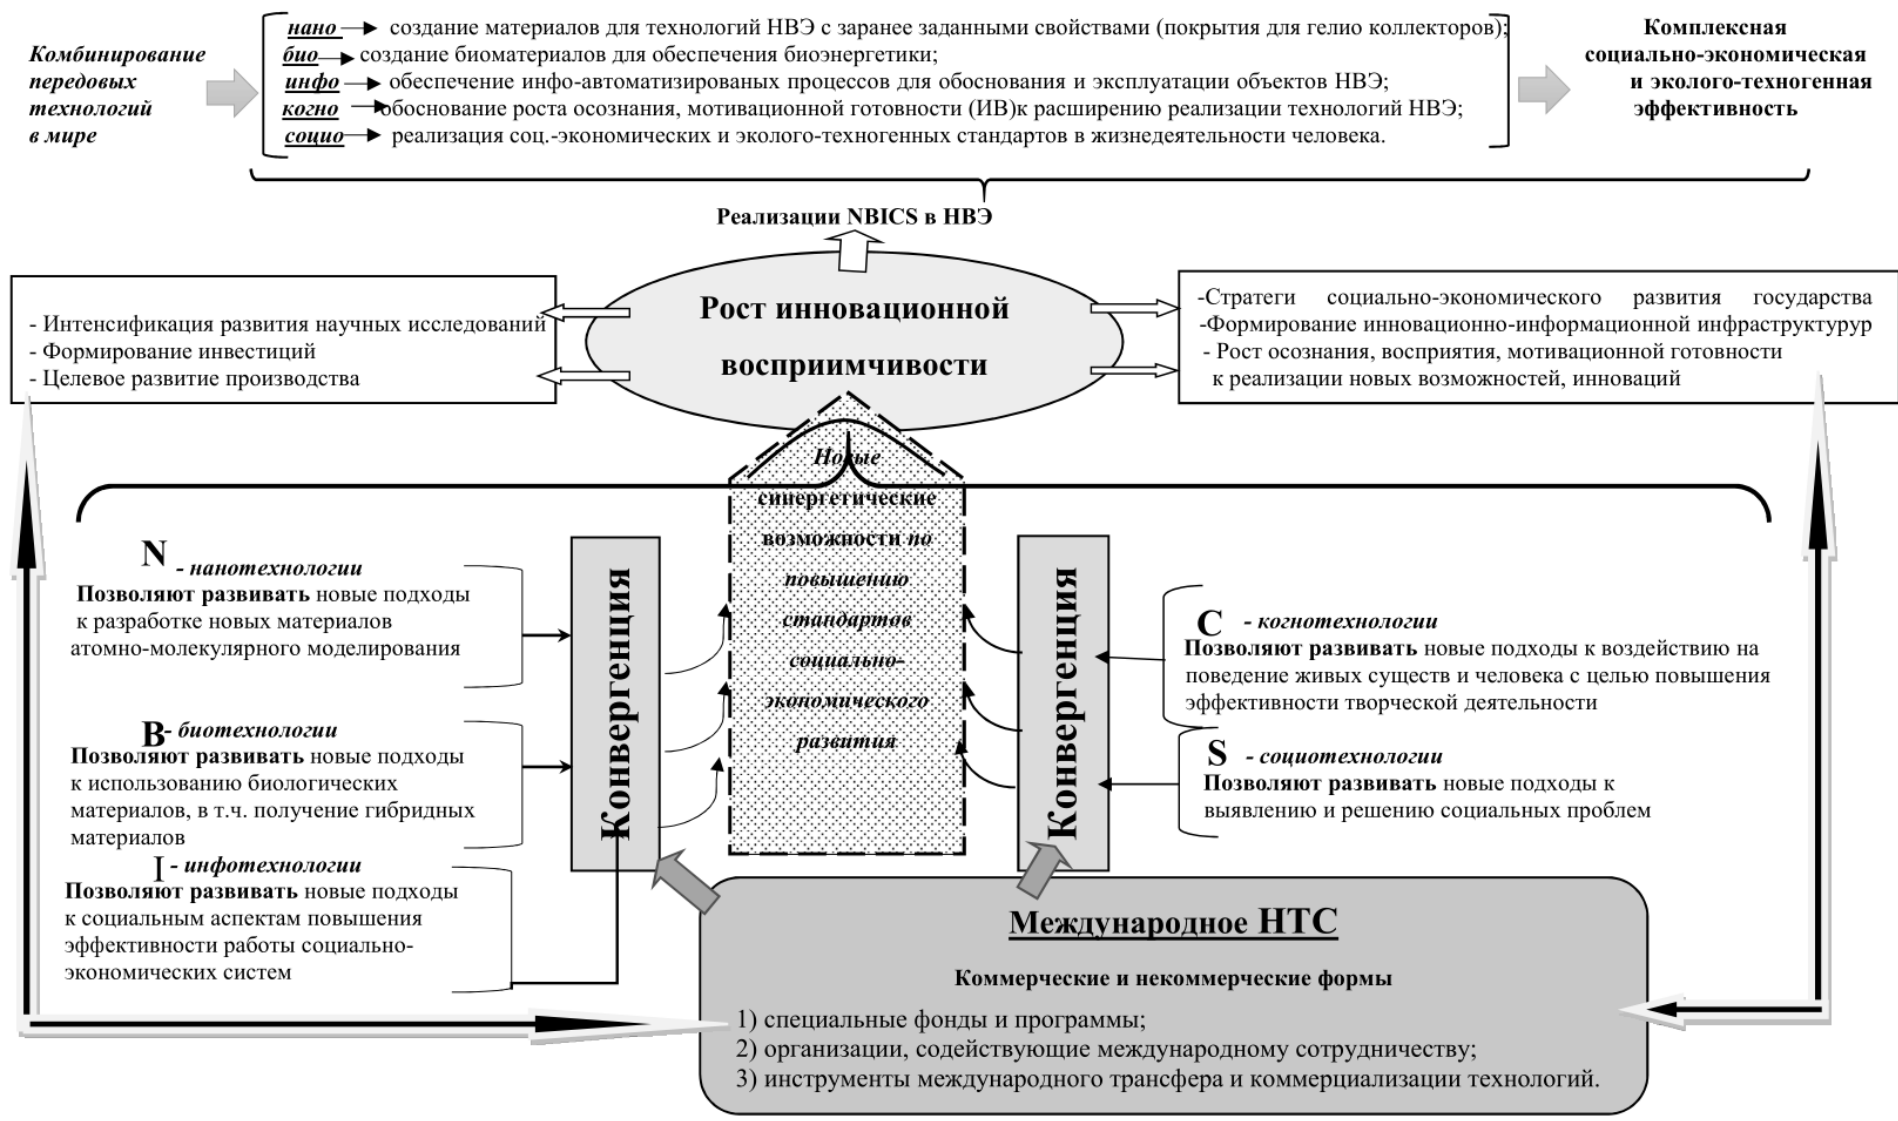 Комбинирование
передовых
технологий
в мире
нано создание материалов для технологий НВЭ с заранее заданными свойствами (покрытия для гелио коллекторов);
био создание биоматериалов для обеспечения биоэнергетики;
инфо обеспечение инфо-автоматизированых процессов для обоснования и эксплуатации объектов НВЭ;
когно обоснование роста осознания, мотивационной готовности (ИВ)к расширению реализации технологий НВЭ;
социо реализация соц.-экономических и эколого-техногенных стандартов в жизнедеятельности человека.
Комплексная
социально-экономическая
и эколого-техногенная
эффективность
Реализации NBICS в НВЭ
- Интенсификация развития научных исследований
- Формирование инвестиций
- Целевое развитие производства
Рост инновационной
восприимчивости
-Стратеги социально-экономического развития государства
-Формирование инновационно-информационной инфраструктурур
- Рост осознания, восприятия, мотивационной готовности
к реализации новых возможностей, инноваций
Новые
синергетические
возможности по
повышению
стандартов
социально-
экономического
развития
N - нанотехнологии
Позволяют развивать новые подходы
к разработке новых материалов
атомно-молекулярного моделирования
B - биотехнологии
Позволяют развивать новые подходы
к использованию биологических
материалов, в т.ч. получение гибридных
материалов
I - инфотехнологии
Позволяют развивать новые подходы
к социальным аспектам повышения
эффективности работы социально-
экономических систем
Конвергенция
Конвергенция
C - когнотехнологии
Позволяют развивать новые подходы к воздействию на
поведение живых существ и человека с целью повышения
эффективности творческой деятельности
S - социотехнологии
Позволяют развивать новые подходы к
выявлению и решению социальных проблем
Международное НТС
Коммерческие и некоммерческие формы
1) специальные фонды и программы;
2) организации, содействующие международному сотрудничеству;
3) инструменты международного трансфера и коммерциализации технологий.